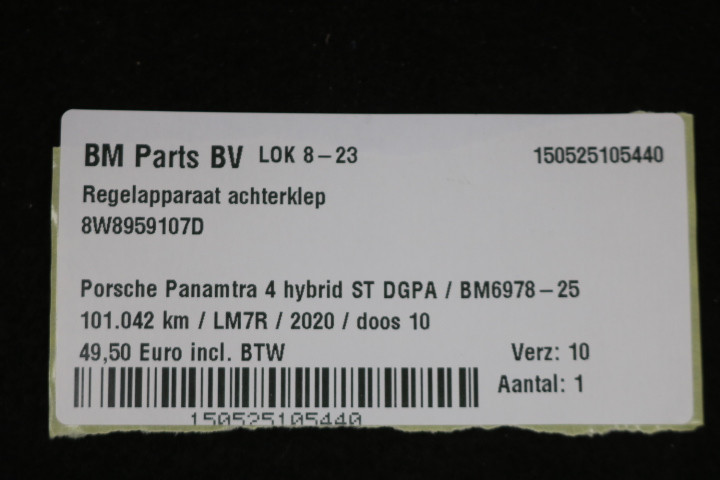 BM Parts BV LOK 8-23 150525105440
Regelapparaat achterklep
8W8959107D
Porsche Panamtra 4 hybrid ST DGPA / BM6978-25
101.042 km / LM7R / 2020 / doos 10
49,50 Euro incl. BTW Verz: 10
Aantal: 1
150525105440